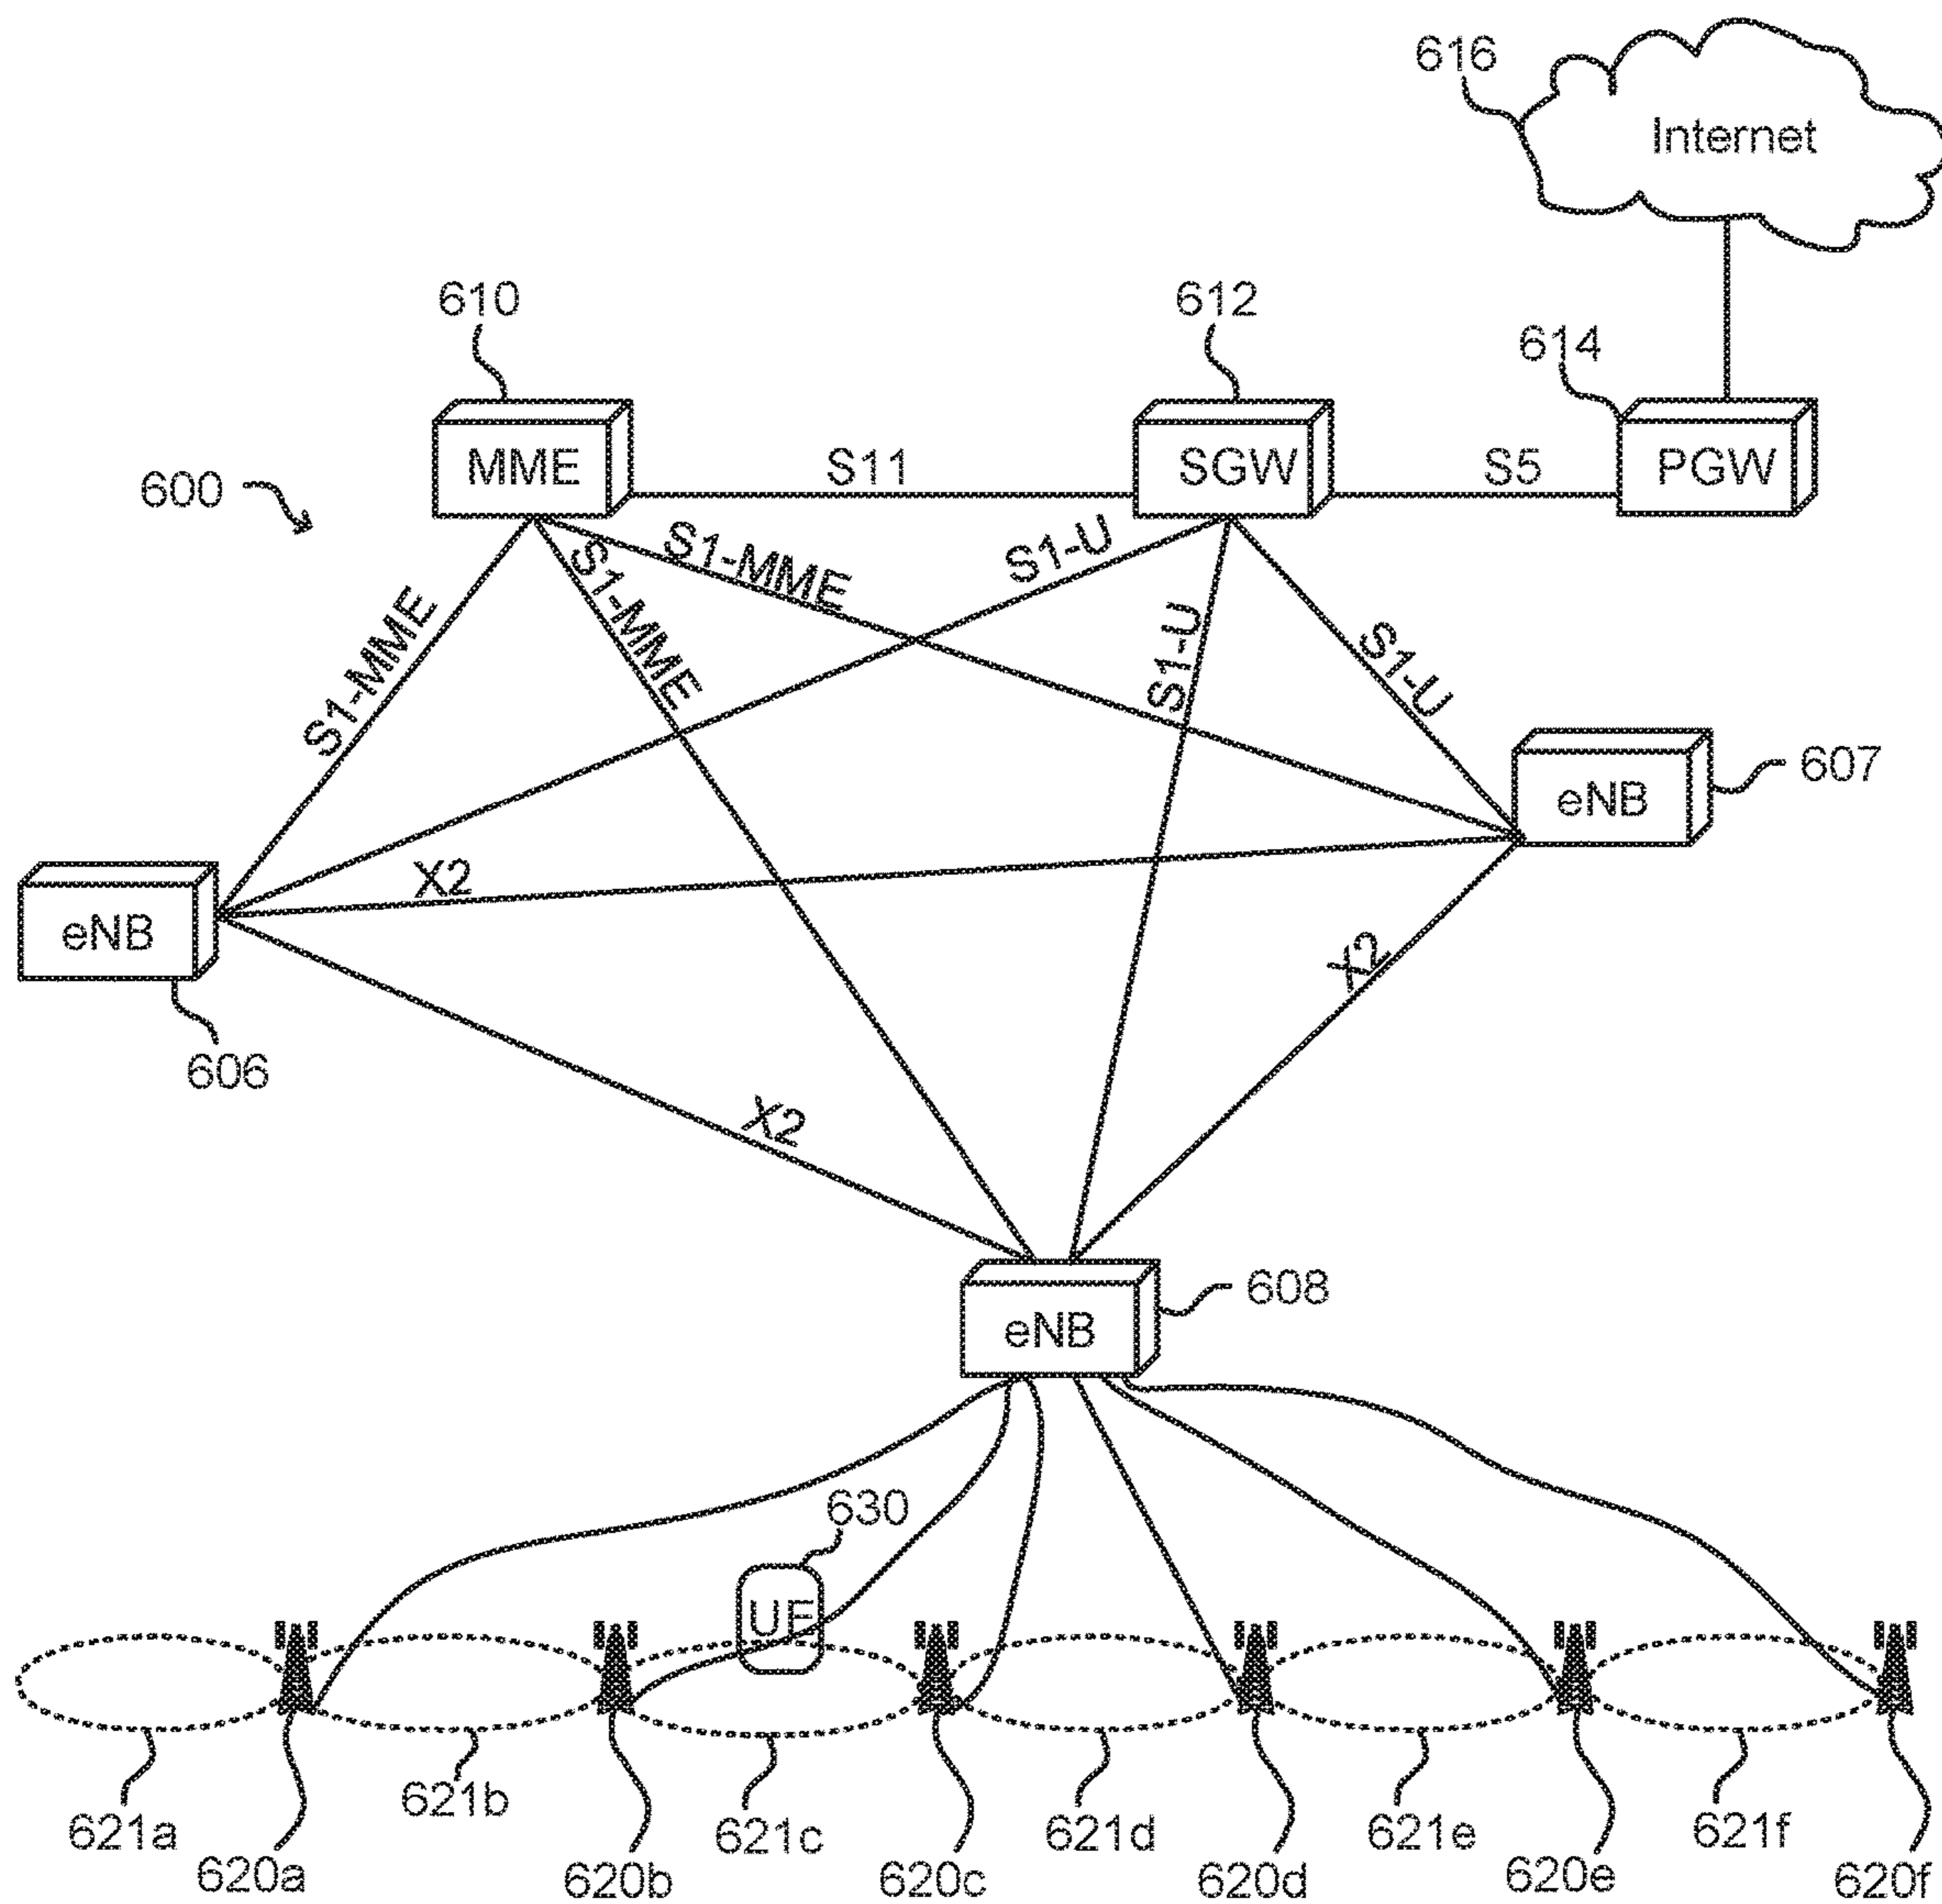 616
Internet
610
612
614
MME
S11
SGW
S5
PGW
600
S1-MME
S1-MME
S1-MME
S1-U
S1-U
S1-U
eNB
607
X2
eNB
606
X2
X2
eNB
608
630
UE
621a
621b
621c
621d
621e
621f
620a
620b
620c
620d
620e
620f